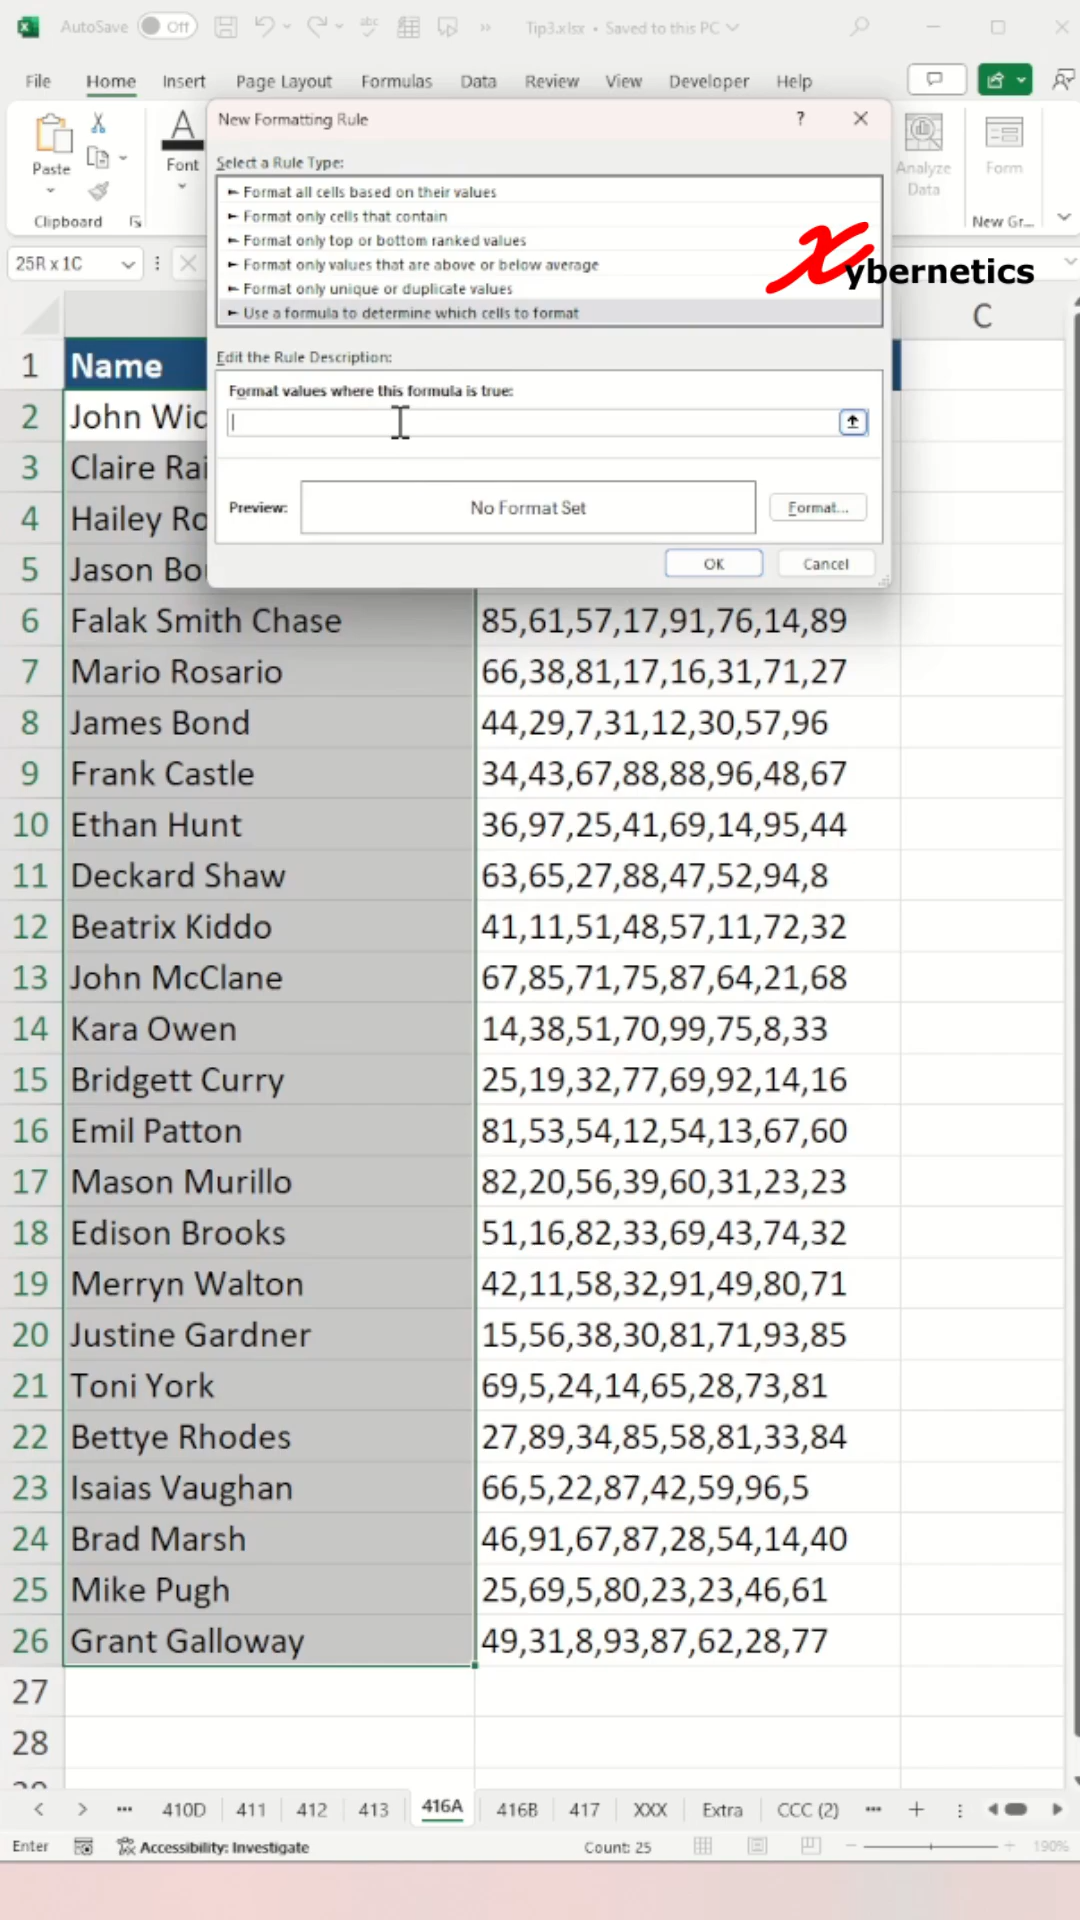 AutoSave Off abc Tip3.xlsx • Saved to this PC
File Home Insert Page Layout Formulas Data Review View Developer Help
Paste
Clipboard
Font
Analyze
Data
Form
New Gr...
New Formatting Rule ?
Select a Rule Type:
► Format all cells based on their values
► Format only cells that contain
► Format only top or bottom ranked values
► Format only values that are above or below average
► Format only unique or duplicate values
► Use a formula to determine which cells to format
Edit the Rule Description:
Format values where this formula is true:
Preview: No Format Set Format...
OK Cancel
Xybernetics
25R x 1C
C
1 Name
2 John Wic
3 Claire Rai
4 Hailey Ro
5 Jason Bo
6 Falak Smith Chase 85,61,57,17,91,76,14,89
7 Mario Rosario 66,38,81,17,16,31,71,27
8 James Bond 44,29,7,31,12,30,57,96
9 Frank Castle 34,43,67,88,88,96,48,67
10 Ethan Hunt 36,97,25,41,69,14,95,44
11 Deckard Shaw 63,65,27,88,47,52,94,8
12 Beatrix Kiddo 41,11,51,48,57,11,72,32
13 John McClane 67,85,71,75,87,64,21,68
14 Kara Owen 14,38,51,70,99,75,8,33
15 Bridgett Curry 25,19,32,77,69,92,14,16
16 Emil Patton 81,53,54,12,54,13,67,60
17 Mason Murillo 82,20,56,39,60,31,23,23
18 Edison Brooks 51,16,82,33,69,43,74,32
19 Merryn Walton 42,11,58,32,91,49,80,71
20 Justine Gardner 15,56,38,30,81,71,93,85
21 Toni York 69,5,24,14,65,28,73,81
22 Bettye Rhodes 27,89,34,85,58,81,33,84
23 Isaias Vaughan 66,5,22,87,42,59,96,5
24 Brad Marsh 46,91,67,87,28,54,14,40
25 Mike Pugh 25,69,5,80,23,23,46,61
26 Grant Galloway 49,31,8,93,87,62,28,77
27
28
... 410D 411 412 413 416A 416B 417 XXX Extra CCC (2) ...
Enter Accessibility: Investigate Count: 25 190%